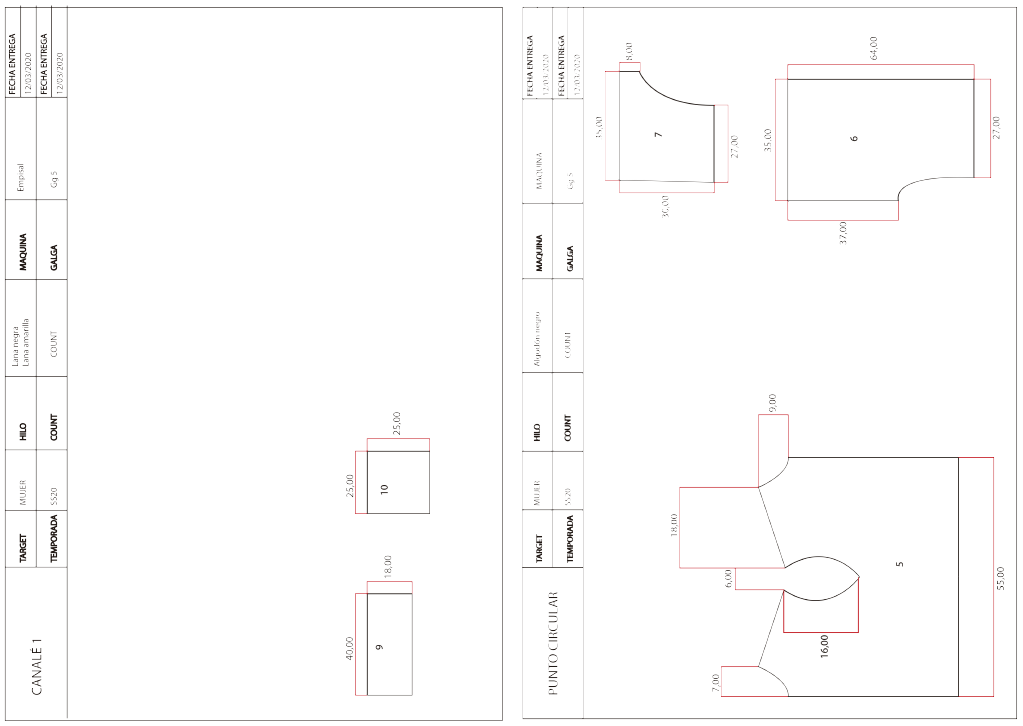 CANALÉ 1
TARGET
MUJER
HILO
Lana negra
Lana amarilla
MAQUINA
Empisal
FECHA ENTREGA
12/03/2020
TEMPORADA
SS20
COUNT
COUNT
GALGA
Gg 5
FECHA ENTREGA
12/03/2020
40,00
18,00
9
25,00
25,00
10
PUNTO CIRCULAR
TARGET
MUJER
HILO
Algodón negro
MAQUINA
MAQUINA
FECHA ENTREGA
12/03/2020
TEMPORADA
SS20
COUNT
COUNT
GALGA
Gg 5
FECHA ENTREGA
12/03/2020
35,00
8,00
7
27,00
30,00
64,00
35,00
6
27,00
37,00
9,00
18,00
6,00
5
16,00
7,00
55,00